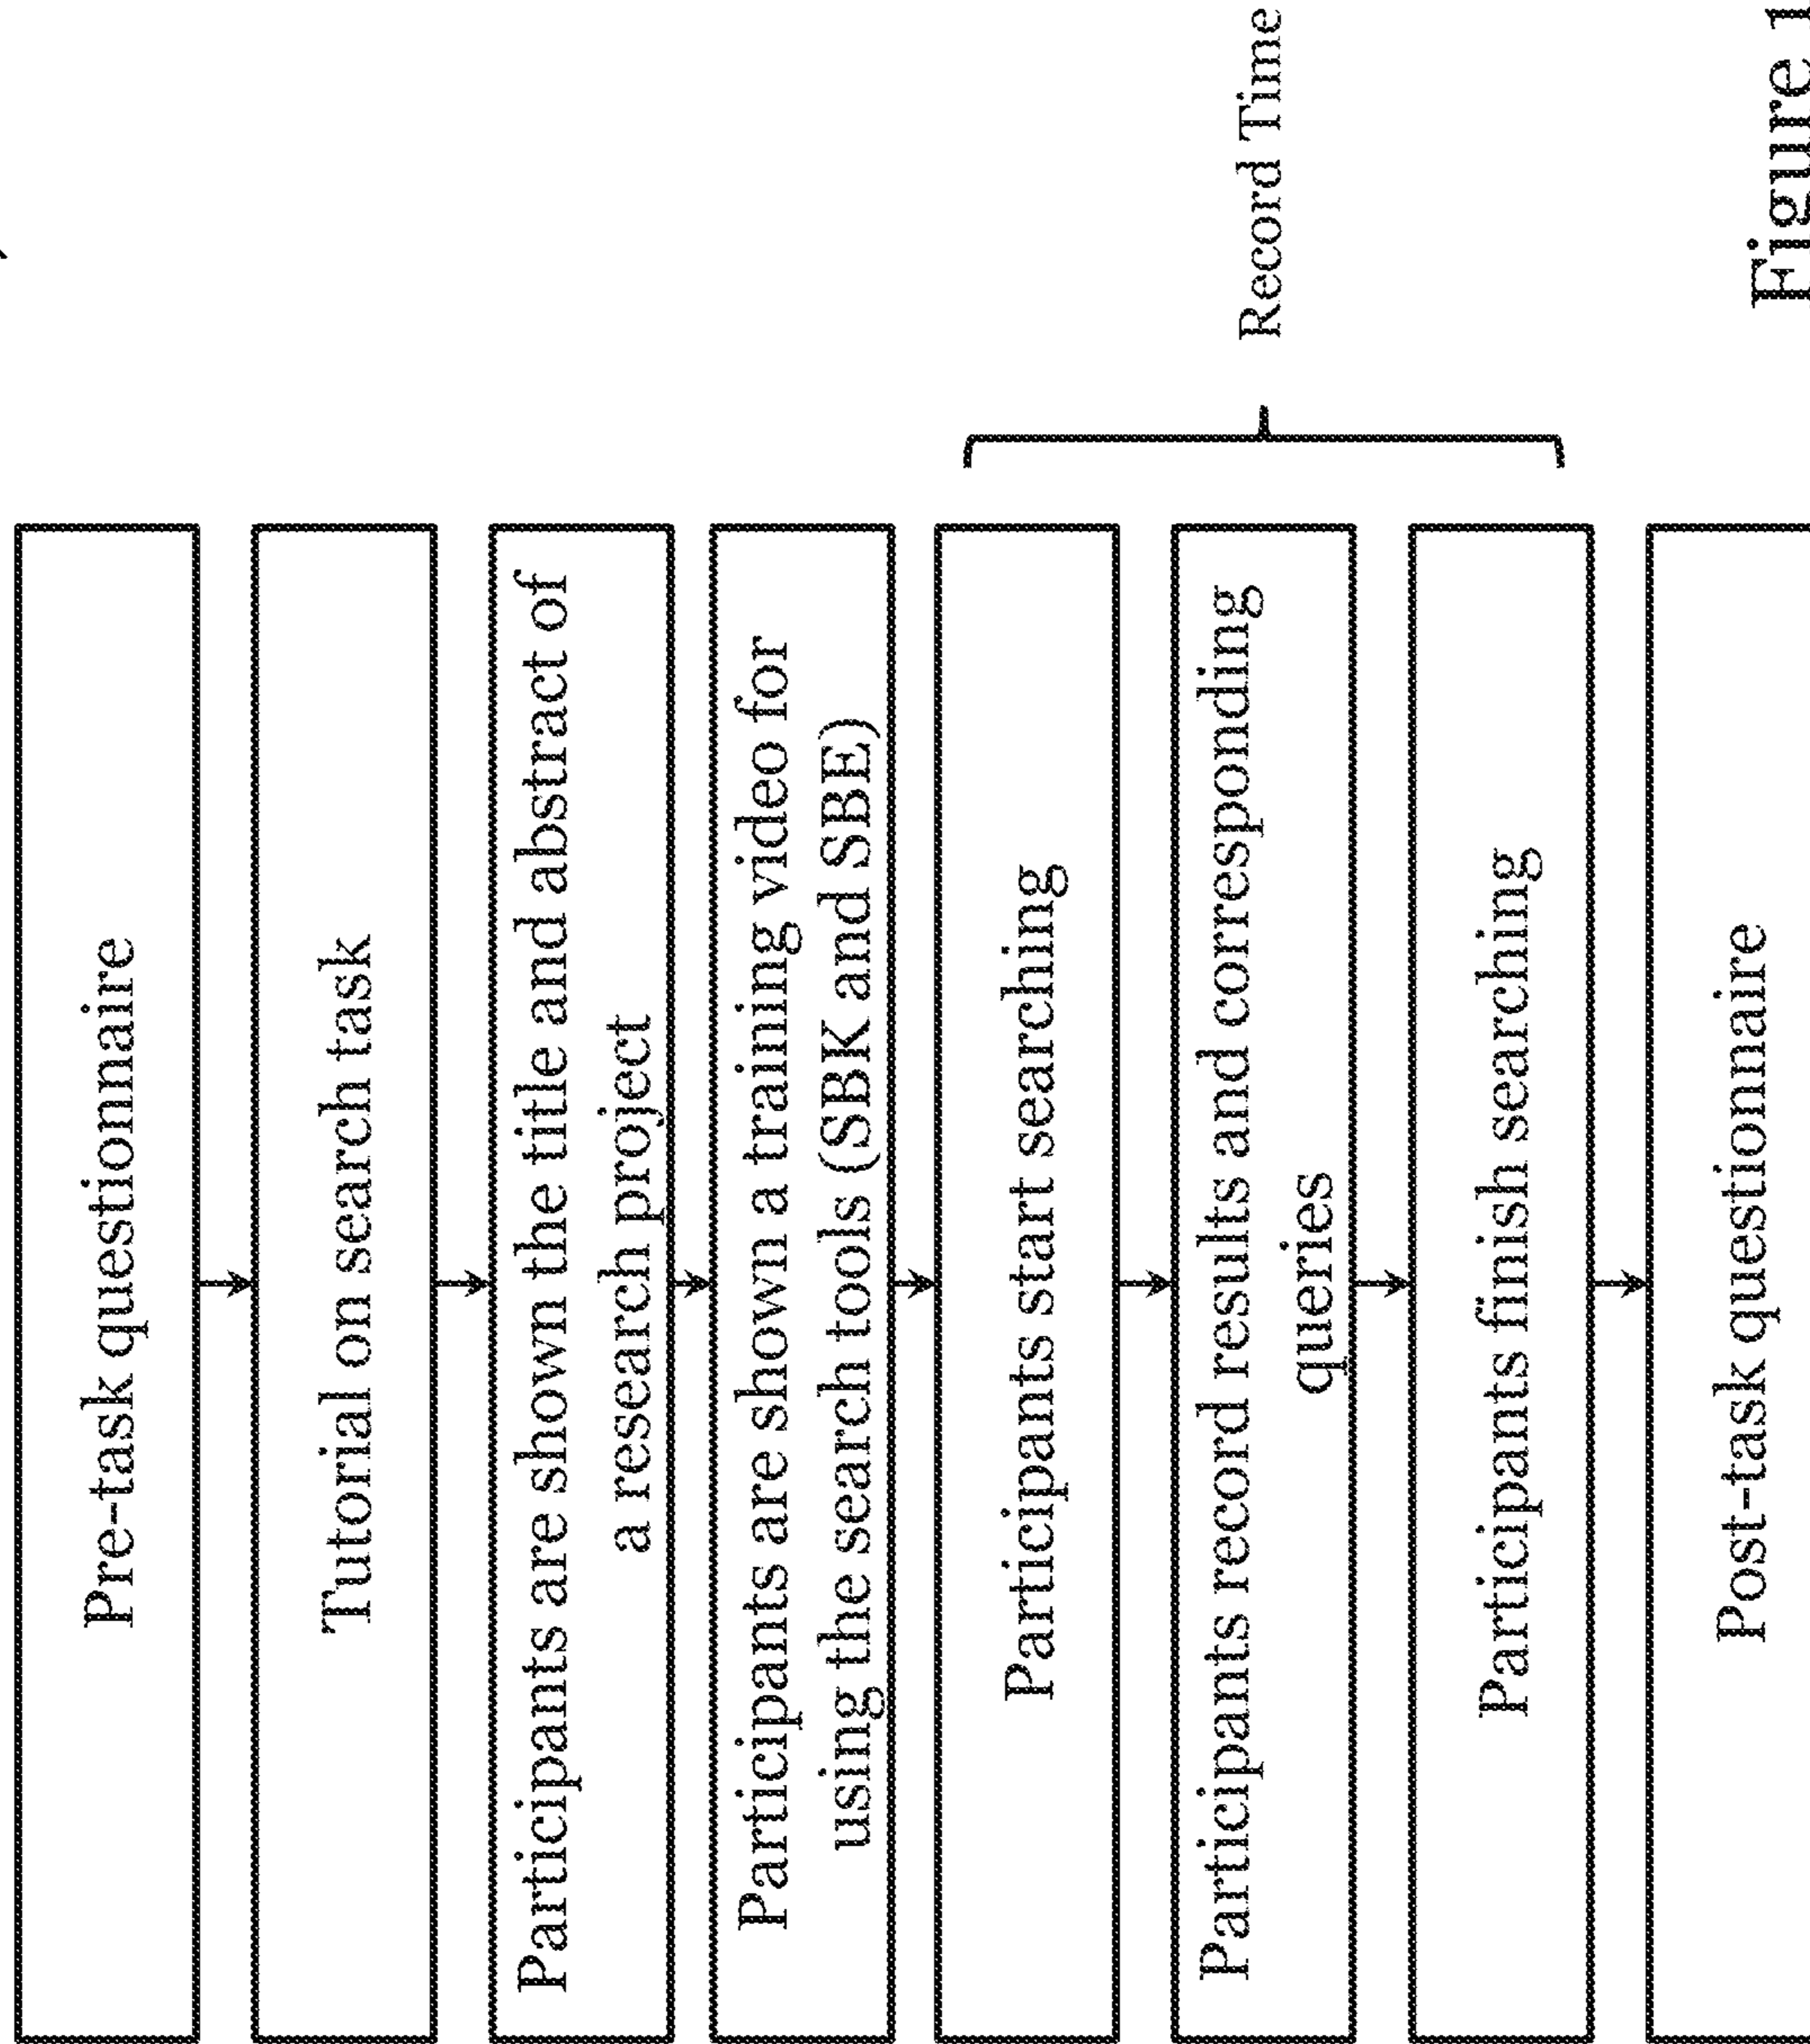 Pre-task questionnaire
Tutorial on search task
Participants are shown the title and abstract of
a research project
Participants are shown a training video for
using the search tools (SBK and SBE)
Participants start searching
Participants record results and corresponding
queries
Participants finish searching
Record Time
Post-task questionnaire
Figure 1